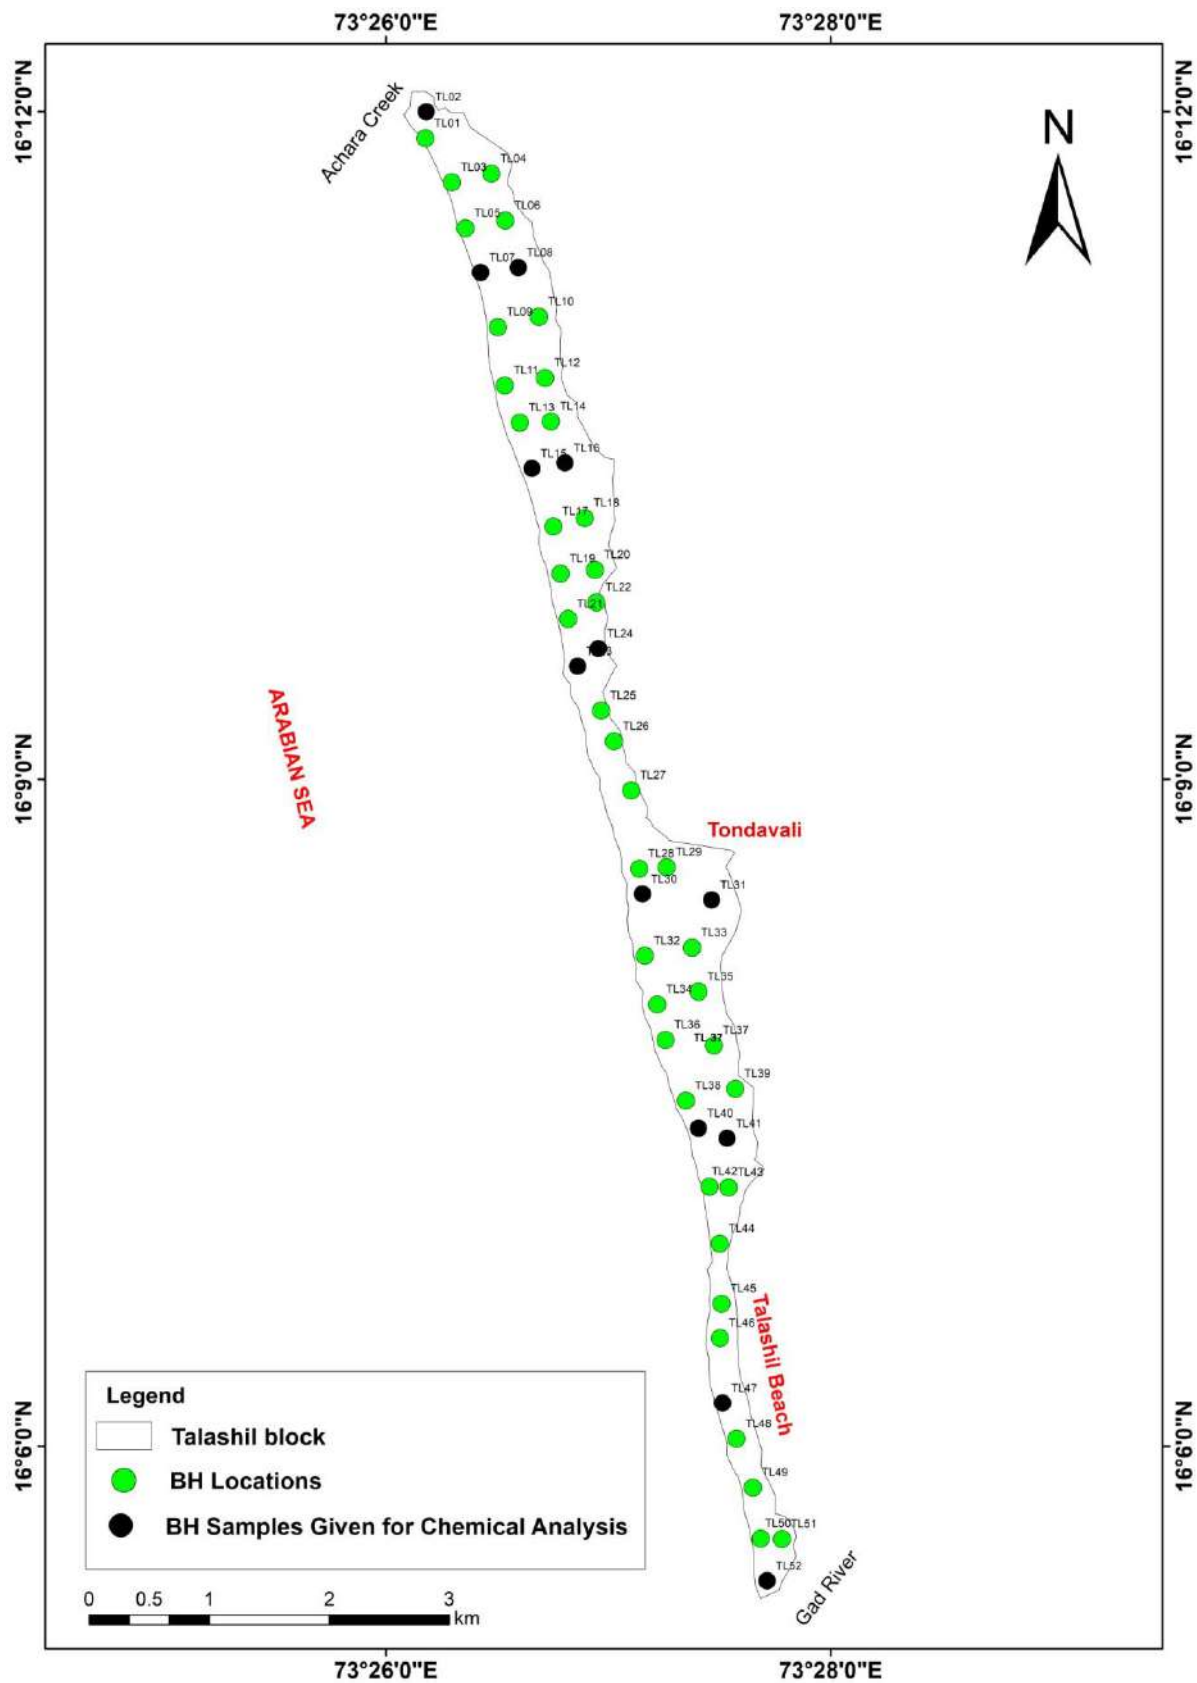 73°26'0"E
73°28'0"E
16°12'0"N
16°12'0"N
Achara Creek
N
TL02
TL01
TL04
TL03
TL06
TL05
TL08
TL07
TL10
TL09
TL12
TL11
TL14
TL13
TL16
TL15
TL18
TL17
TL20
TL19
TL22
TL21
TL24
TL25
TL26
ARABIAN SEA
16°9'0"N
16°9'0"N
TL27
Tondavali
TL28
TL29
TL30
TL31
TL33
TL32
TL35
TL34
TL36
TL37
TL 37
TL39
TL38
TL40
TL41
TL42
TL43
TL44
TL45
Talashil Beach
TL46
TL47
TL48
16°6'0"N
16°6'0"N
TL49
TL50
TL51
TL52
Gad River
Legend
Talashil block
BH Locations
BH Samples Given for Chemical Analysis
0 0.5 1 2 3
km
73°26'0"E
73°28'0"E